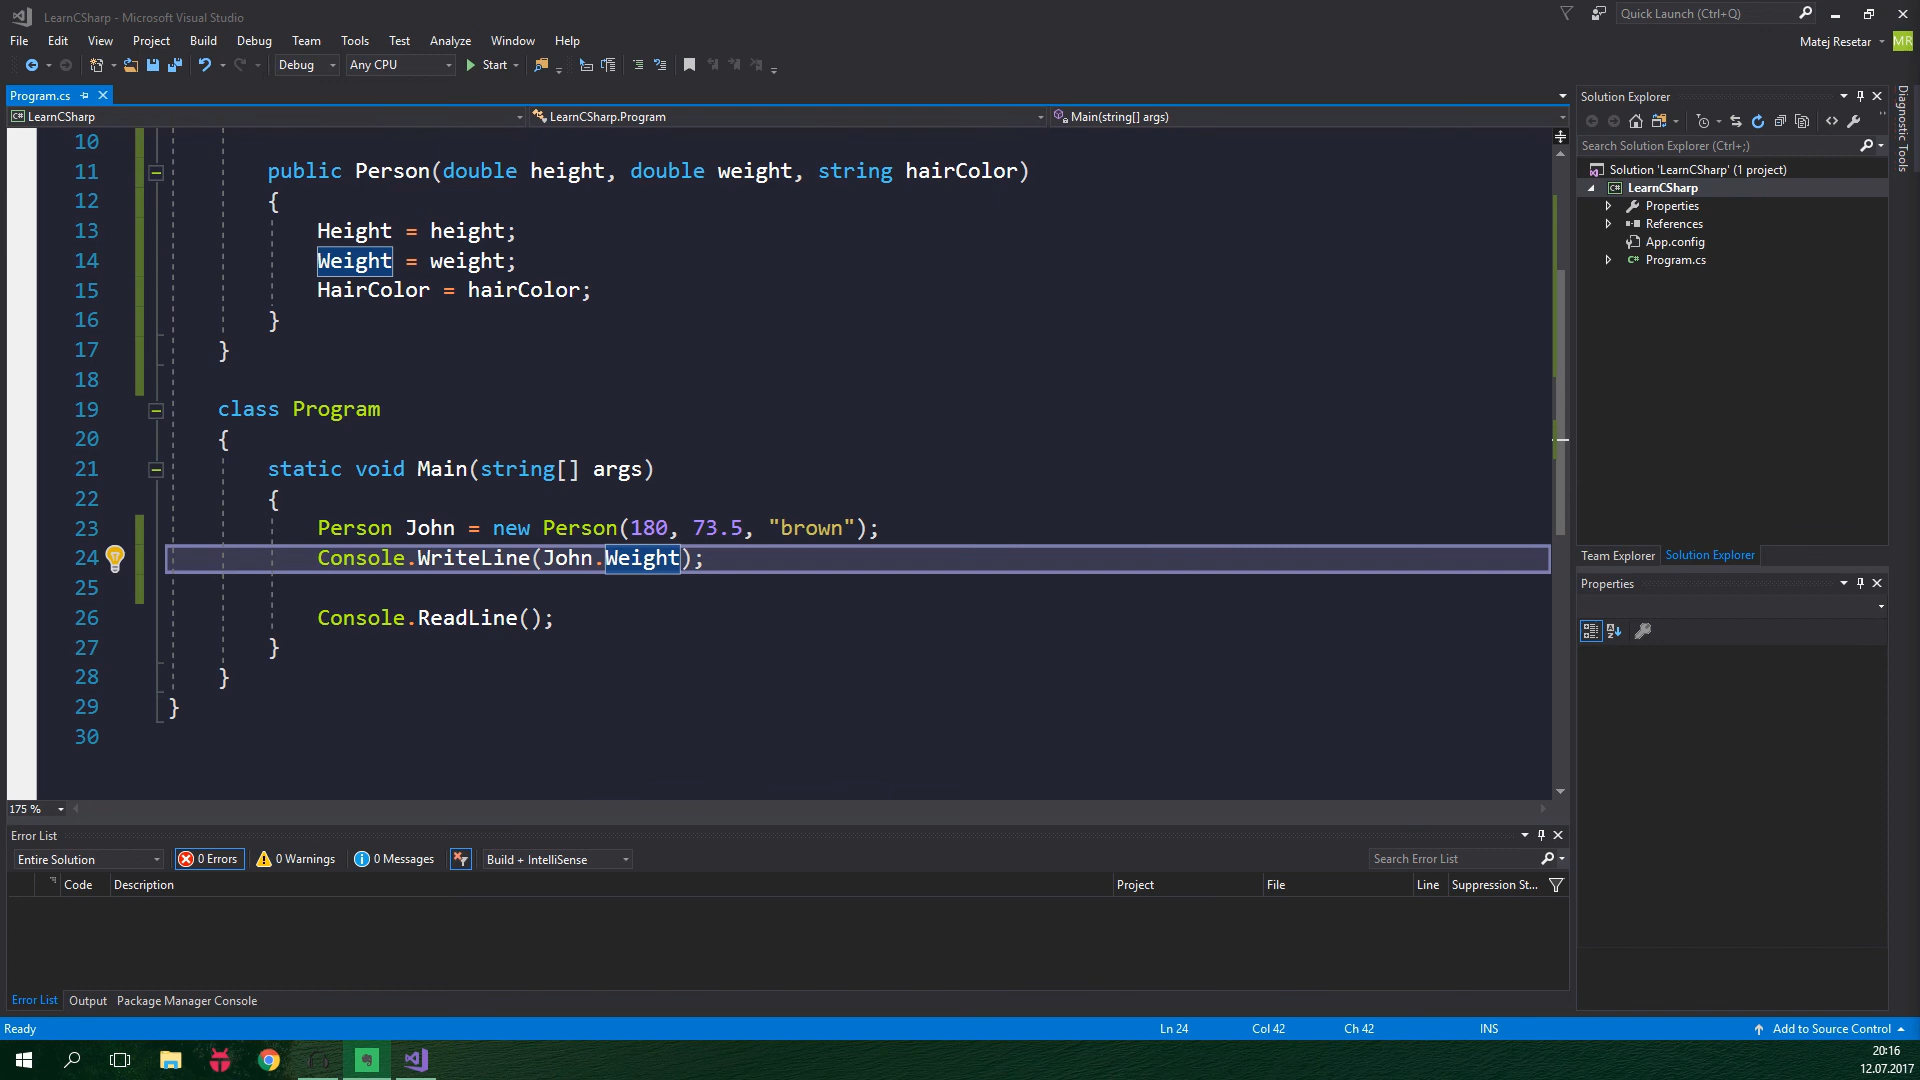 LearnCSharp - Microsoft Visual Studio
Quick Launch (Ctrl+Q)
File Edit View Project Build Debug Team Tools Test Analyze Window Help
Matej Resetar MR
Debug Any CPU Start
Program.cs
LearnCSharp LearnCSharp.Program Main(string[] args)
10
11 public Person(double height, double weight, string hairColor)
12 {
13 Height = height;
14 Weight = weight;
15 HairColor = hairColor;
16 }
17 }
18
19 class Program
20 {
21 static void Main(string[] args)
22 {
23 Person John = new Person(180, 73.5, "brown");
24 Console.WriteLine(John.Weight);
25
26 Console.ReadLine();
27 }
28 }
29 }
30
175 %
Solution Explorer
Search Solution Explorer (Ctrl+;)
Solution 'LearnCSharp' (1 project)
C# LearnCSharp
Properties
References
App.config
C# Program.cs
Team Explorer Solution Explorer
Properties
Diagnostic Tools
Error List
Entire Solution 0 Errors 0 Warnings 0 Messages Build + IntelliSense Search Error List
Code Description Project File Line Suppression St...
Error List Output Package Manager Console
Ready Ln 24 Col 42 Ch 42 INS Add to Source Control
20:16
12.07.2017